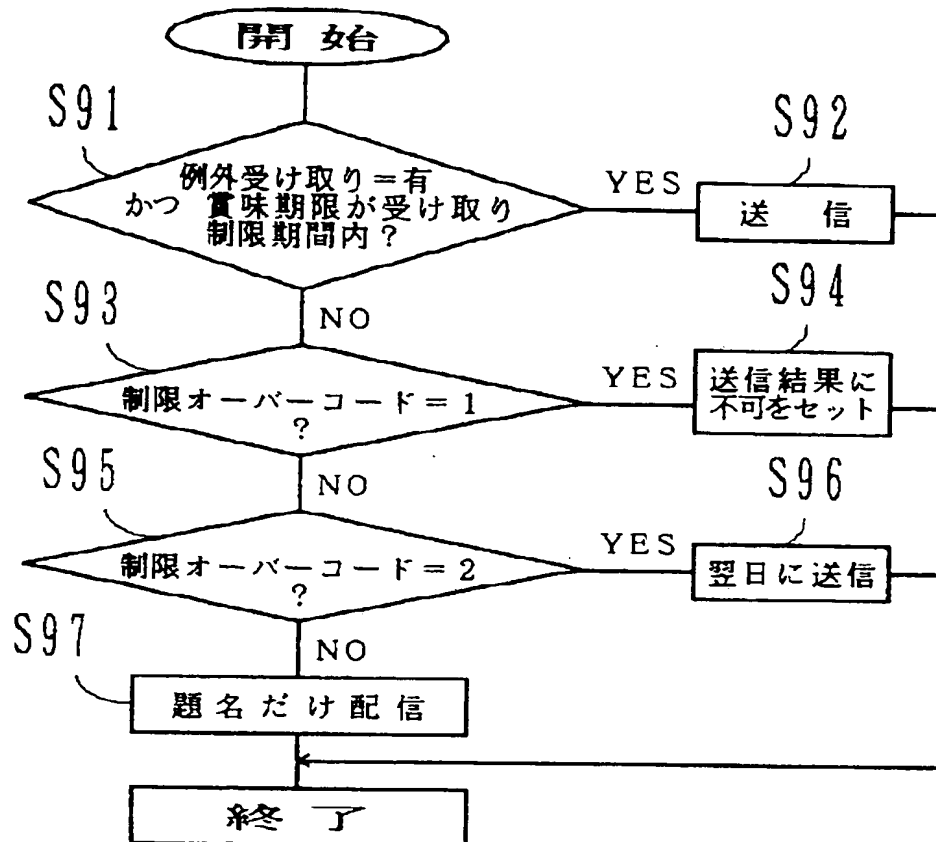 開始
S91
例外受け取り＝有
かつ 賞味期限が受け取り
制限期間内？
YES
S92
送 信
NO
S93
制限オーバーコード＝1
？
YES
S94
送信結果に
不可をセット
NO
S95
制限オーバーコード＝2
？
YES
S96
翌日に送信
NO
S97
題名だけ配信
終了